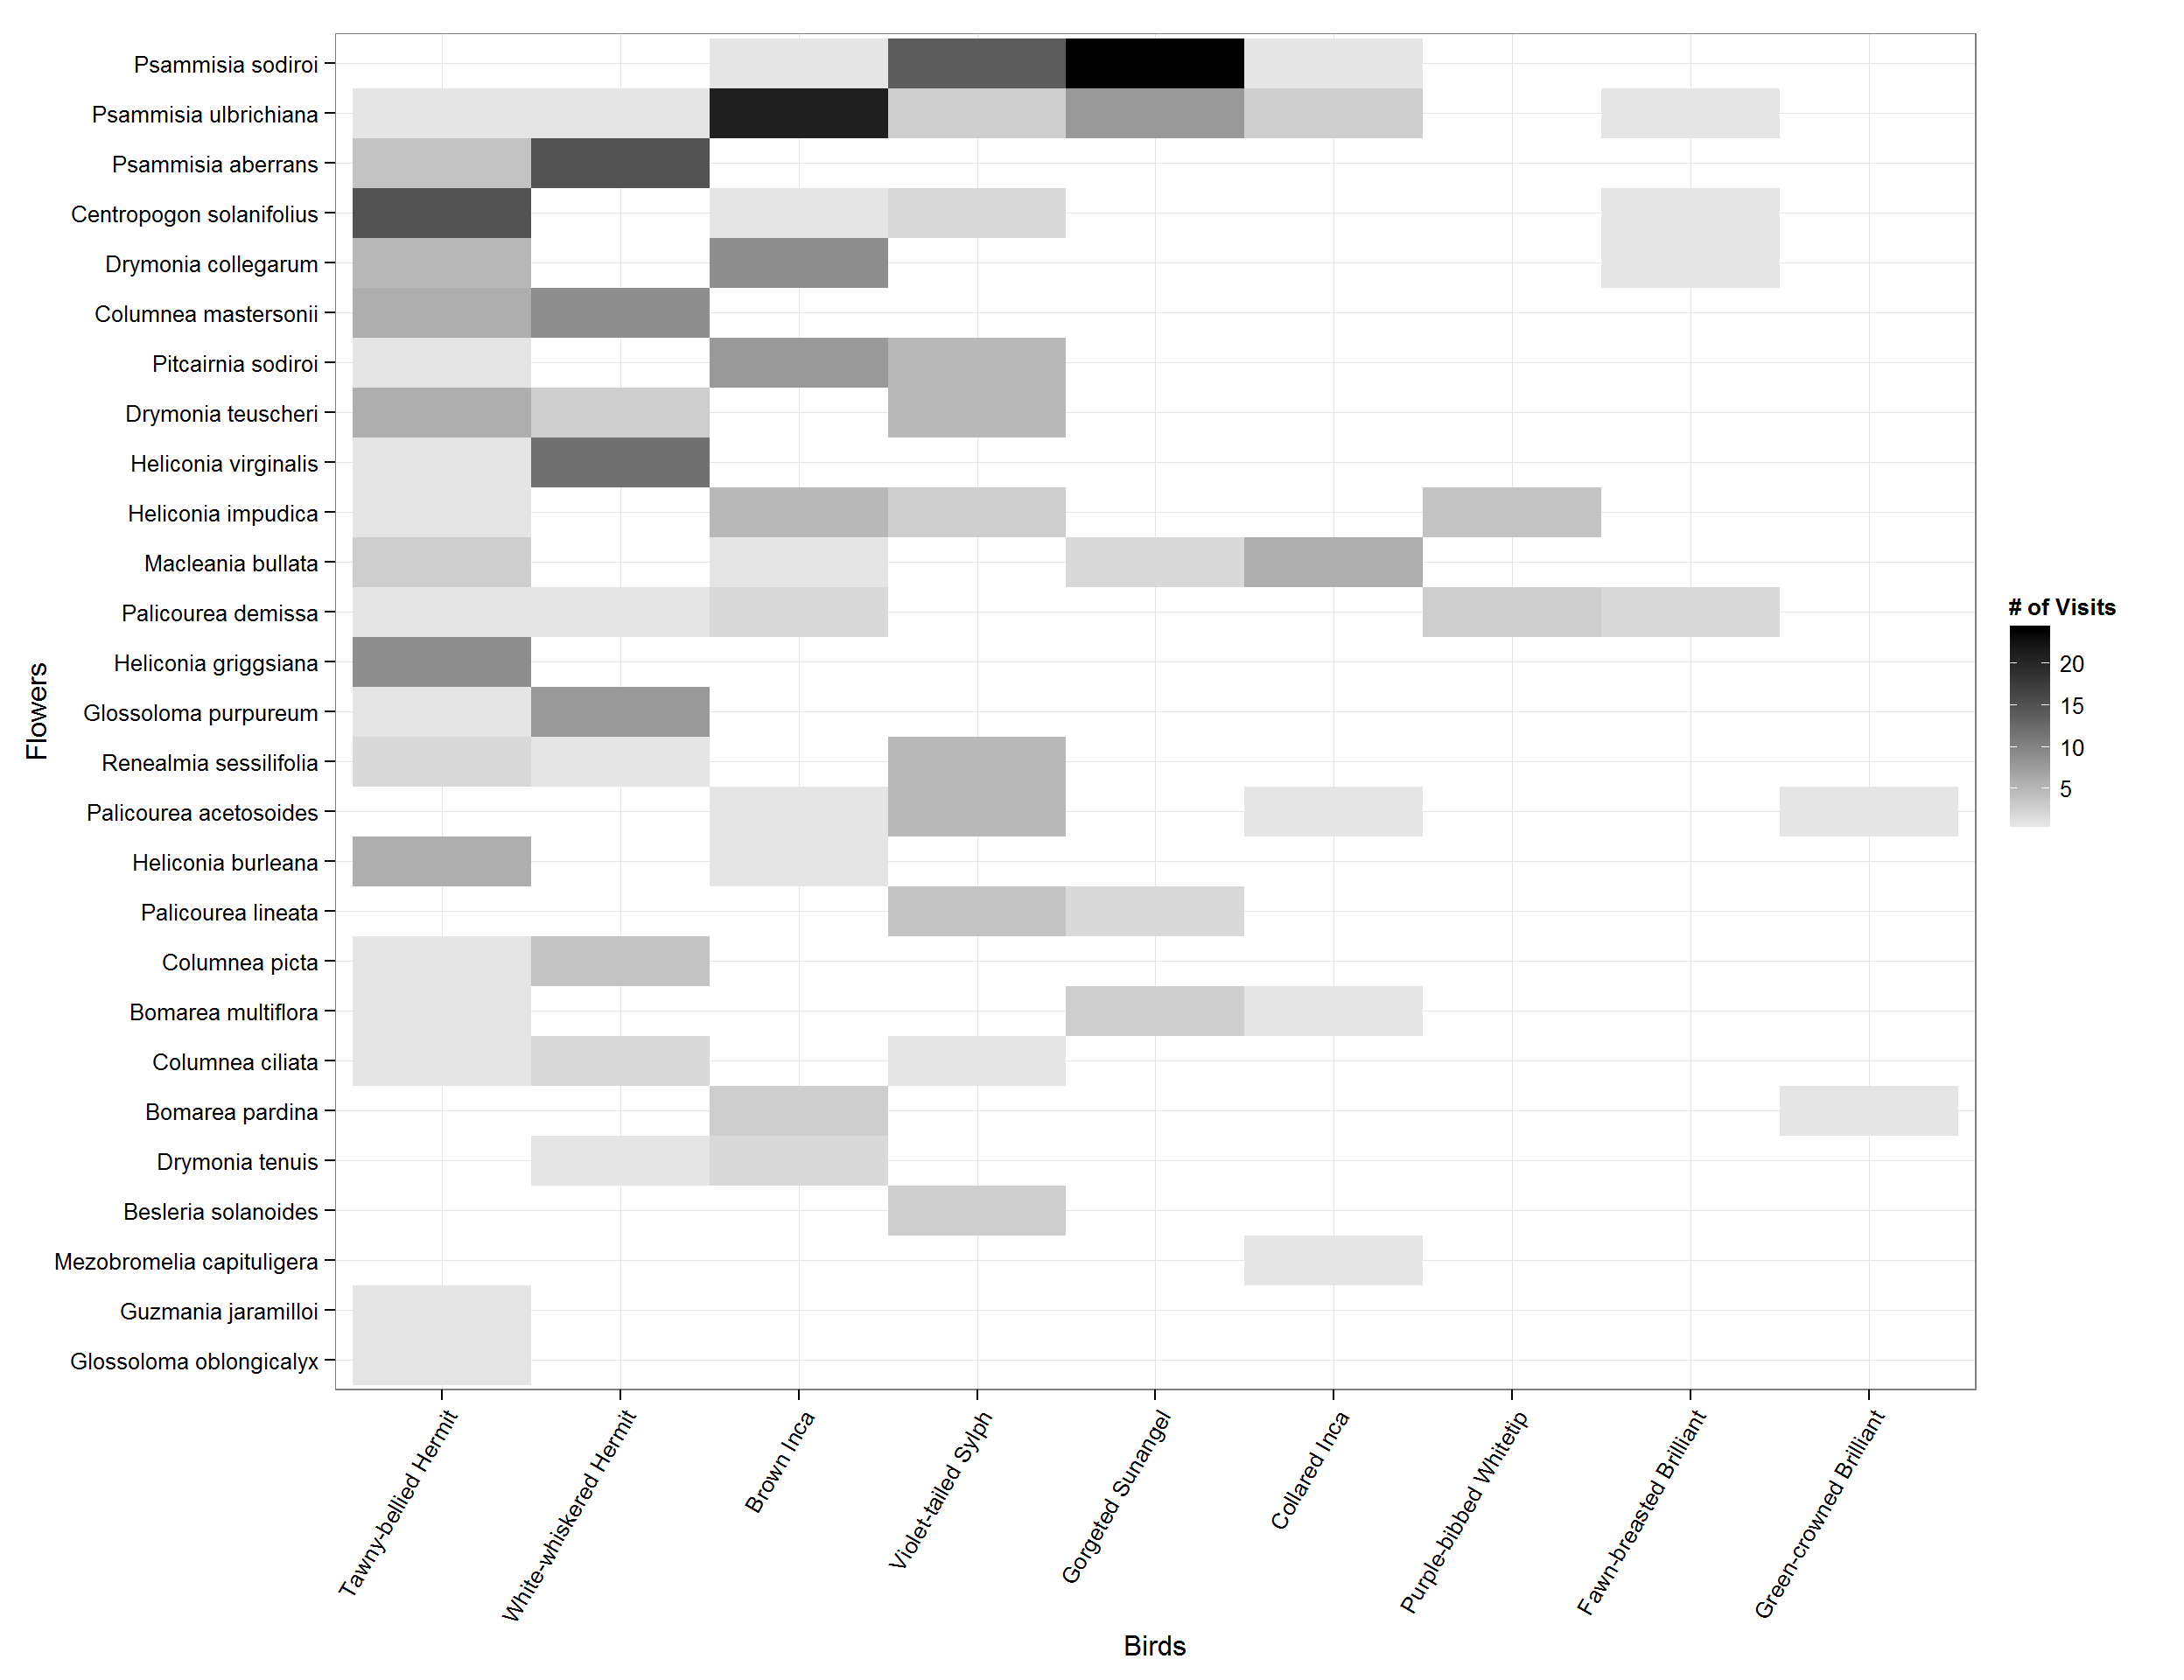 Psammisia sodiroi
Psammisia ulbrichiana
Psammisia aberrans
Centropogon solanifolius
Drymonia collegarum
Columnea mastersonii
Pitcairnia sodiroi
Drymonia teuscheri
Heliconia virginalis
Heliconia impudica
Macleania bullata
Palicourea demissa
Heliconia griggsiana
Glossoloma purpureum
Renealmia sessilifolia
Palicourea acetosoides
Heliconia burleana
Palicourea lineata
Columnea picta
Bomarea multiflora
Columnea ciliata
Bomarea pardina
Drymonia tenuis
Besleria solanoides
Mezobromelia capituligera
Guzmania jaramilloi
Glossoloma oblongicalyx
Flowers
Tawny-bellied Hermit
White-whiskered Hermit
Brown Inca
Violet-tailed Sylph
Gorgeted Sunangel
Collared Inca
Purple-bibbed Whitetip
Fawn-breasted Brilliant
Green-crowned Brilliant
Birds
# of Visits
20
15
10
5